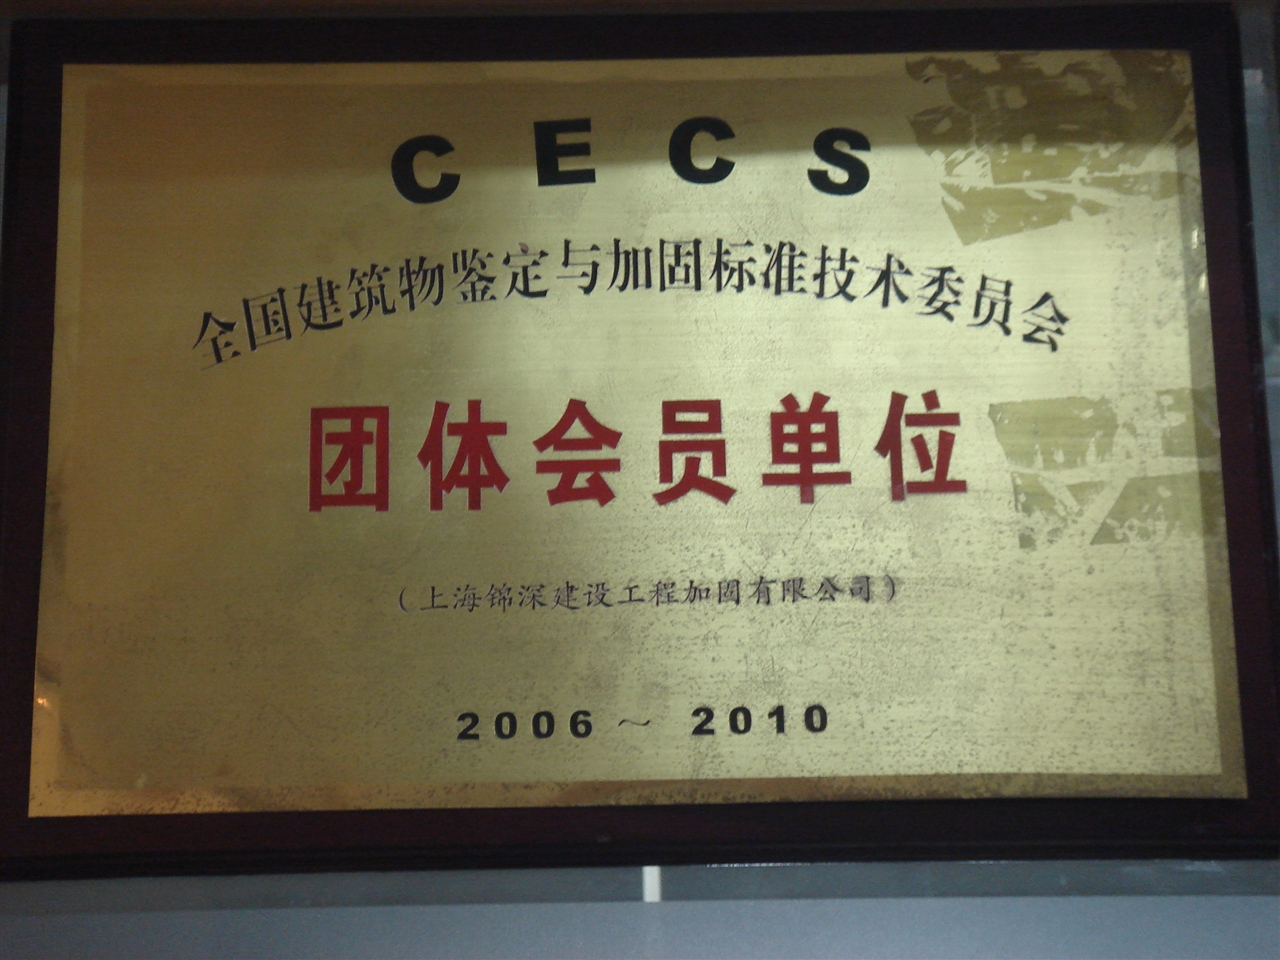 CECS
全国建筑物鉴定与加固标准技术委员会
团体会员单位
（上海锦深建设工程加固有限公司）
2006～2010